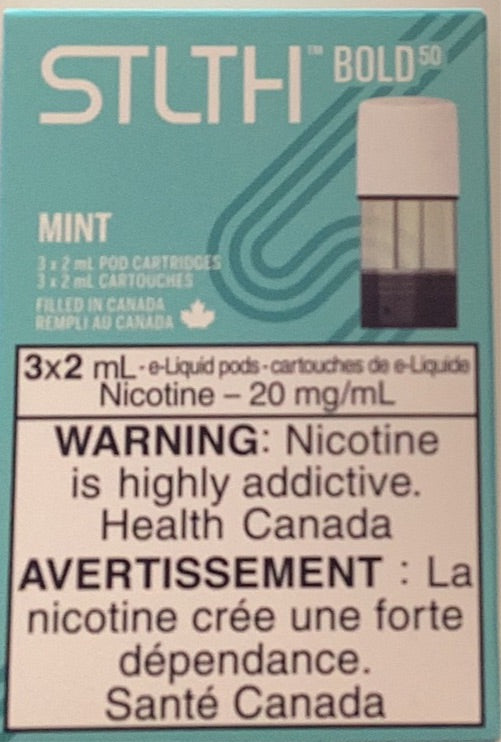 STLTH™ BOLD⁵⁰
MINT
3 x 2 mL POD CARTRIDGES
3 x 2 mL CARTOUCHES
FILLED IN CANADA
REMPLI AU CANADA
3x2 mL - e-Liquid pods - cartouches de e-Liquide
Nicotine – 20 mg/mL
WARNING: Nicotine
is highly addictive.
Health Canada
AVERTISSEMENT : La
nicotine crée une forte
dépendance.
Santé Canada